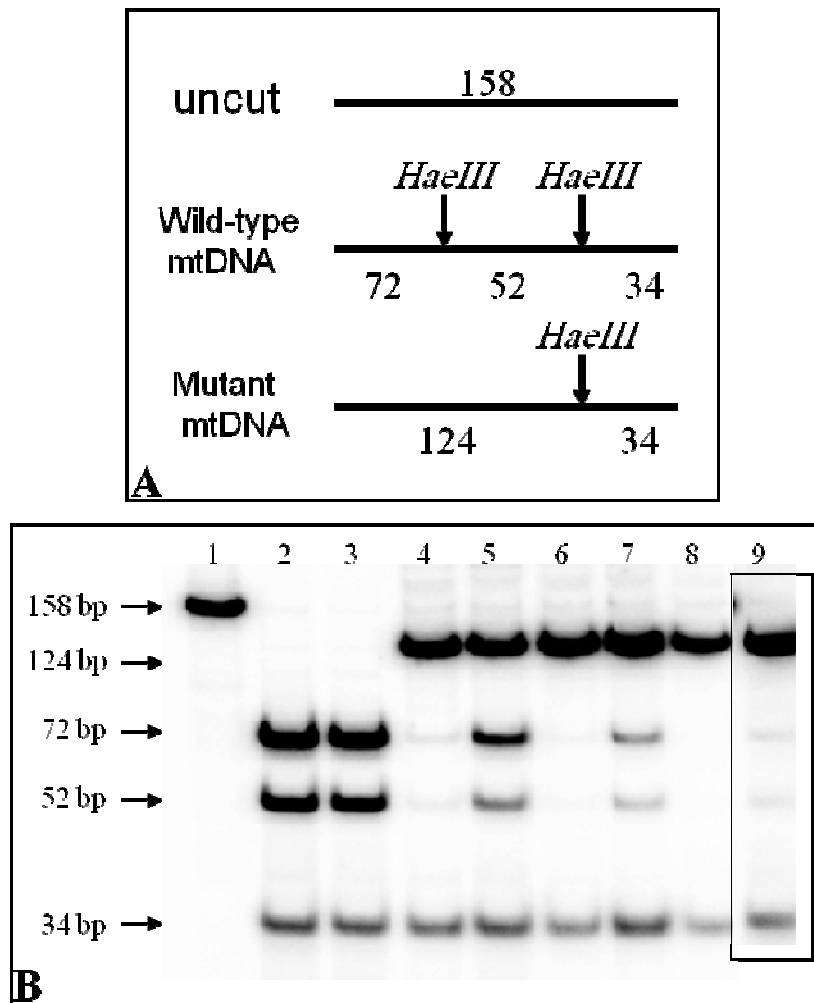 158
uncut
HaeIII HaeIII
Wild-type
mtDNA
72 52 34
HaeIII
Mutant
mtDNA
124 34
A
1 2 3 4 5 6 7 8 9
158 bp
124 bp
72 bp
52 bp
34 bp
B